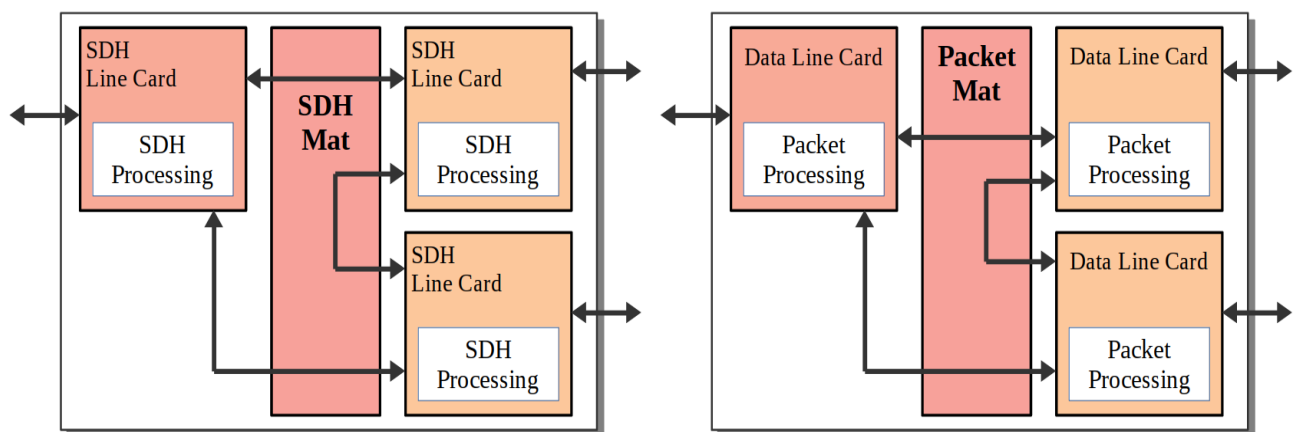 SDH
Line Card
SDH
Processing
SDH
Mat
SDH
Line Card
SDH
Processing
SDH
Line Card
SDH
Processing
Data Line Card
Packet
Processing
Packet
Mat
Data Line Card
Packet
Processing
Data Line Card
Packet
Processing